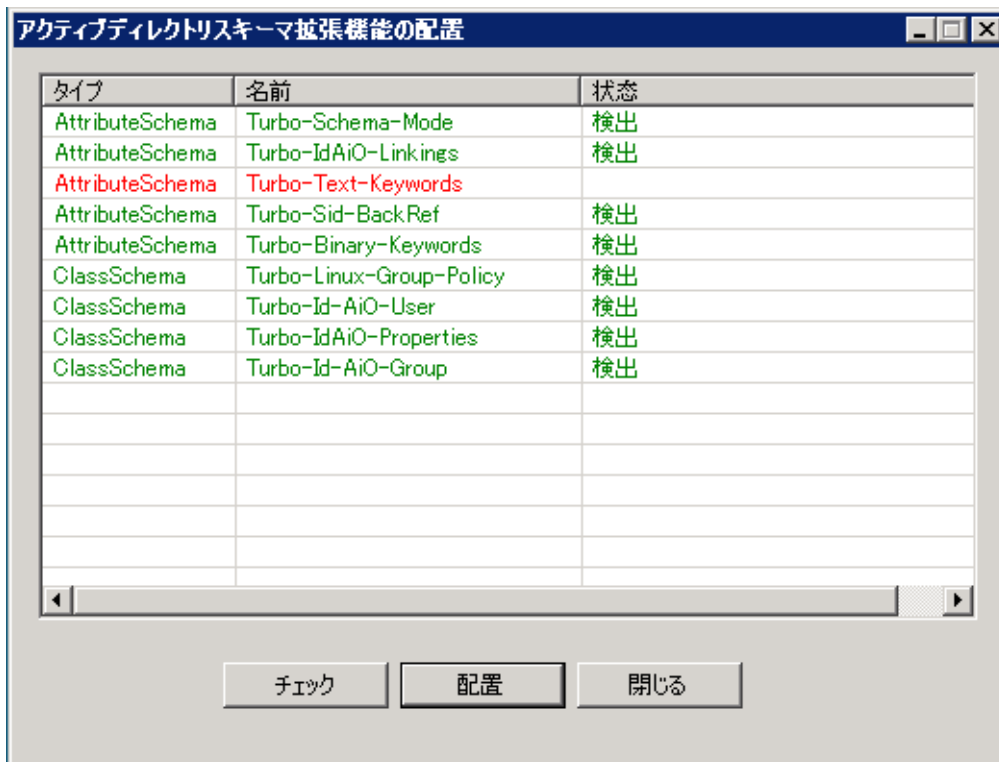 アクティブディレクトリスキーマ拡張機能の配置
タイプ 名前 状态
AttributeSchema Turbo-Schema-Mode 検出
AttributeSchema Turbo-IdAiO-Linkings 検出
AttributeSchema Turbo-Text-Keywords
AttributeSchema Turbo-Sid-BackRef 検出
AttributeSchema Turbo-Binary-Keywords 検出
ClassSchema Turbo-Linux-Group-Policy 検出
ClassSchema Turbo-Id-AiO-User 検出
ClassSchema Turbo-IdAiO-Properties 検出
ClassSchema Turbo-Id-AiO-Group 検出
チェック 配置 閉じる